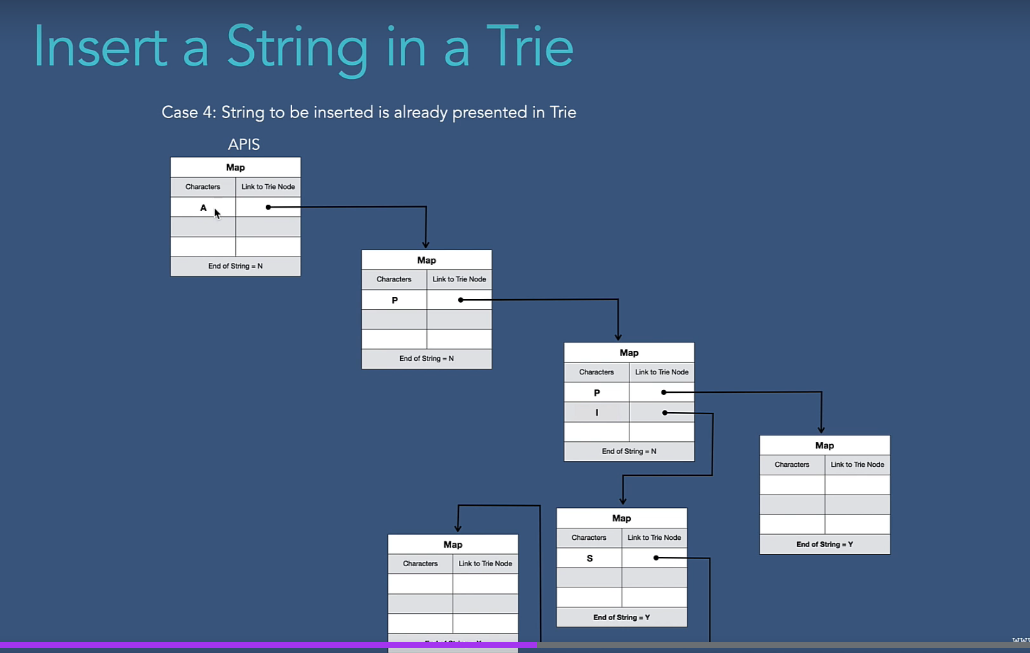 Insert a String in a Trie
Case 4: String to be inserted is already presented in Trie
APIS
Map
Characters Link to Trie Node
A
End of String = N
Map
Characters Link to Trie Node
P
End of String = N
Map
Characters Link to Trie Node
P
I
End of String = N
Map
Characters Link to Trie Node
End of String = Y
Map
Characters Link to Trie Node
S
End of String = Y
Map
Characters Link to Trie Node